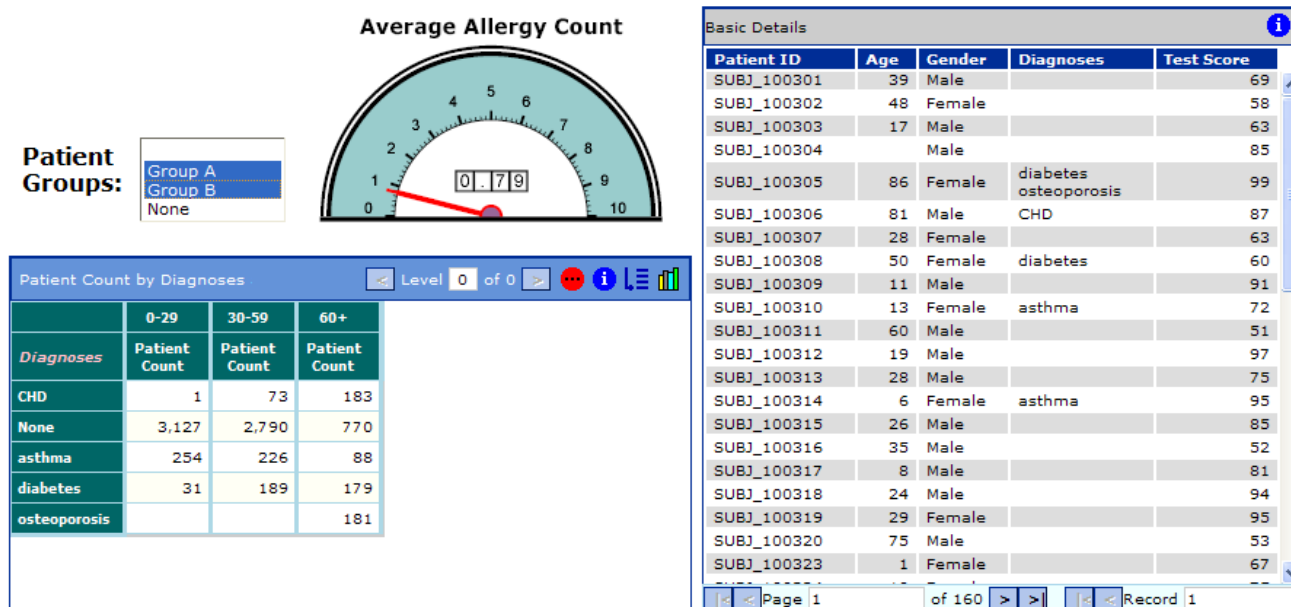 Average Allergy Count
0 1 2 3 4 5 6 7 8 9 10
0.79
Patient
Groups:
Group A
Group B
None
Patient Count by Diagnoses
< Level 0 of 0 >
0-29 30-59 60+
Diagnoses Patient Count Patient Count Patient Count
CHD 1 73 183
None 3,127 2,790 770
asthma 254 226 88
diabetes 31 189 179
osteoporosis 181
Basic Details
Patient ID Age Gender Diagnoses Test Score
SUBJ_100301 39 Male 69
SUBJ_100302 48 Female 58
SUBJ_100303 17 Male 63
SUBJ_100304 Male 85
SUBJ_100305 86 Female diabetes osteoporosis 99
SUBJ_100306 81 Male CHD 87
SUBJ_100307 28 Female 63
SUBJ_100308 50 Female diabetes 60
SUBJ_100309 11 Male 91
SUBJ_100310 13 Female asthma 72
SUBJ_100311 60 Male 51
SUBJ_100312 19 Male 97
SUBJ_100313 28 Male 75
SUBJ_100314 6 Female asthma 95
SUBJ_100315 26 Male 85
SUBJ_100316 35 Male 52
SUBJ_100317 8 Male 81
SUBJ_100318 24 Male 94
SUBJ_100319 29 Female 95
SUBJ_100320 75 Male 53
SUBJ_100323 1 Female 67
|< < Page 1 of 160 > >| |< < Record 1